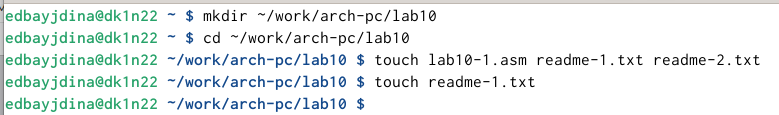 edbayjdina@dk1n22 ~ $ mkdir ~/work/arch-pc/lab10
edbayjdina@dk1n22 ~ $ cd ~/work/arch-pc/lab10
edbayjdina@dk1n22 ~/work/arch-pc/lab10 $ touch lab10-1.asm readme-1.txt readme-2.txt
edbayjdina@dk1n22 ~/work/arch-pc/lab10 $ touch readme-1.txt
edbayjdina@dk1n22 ~/work/arch-pc/lab10 $